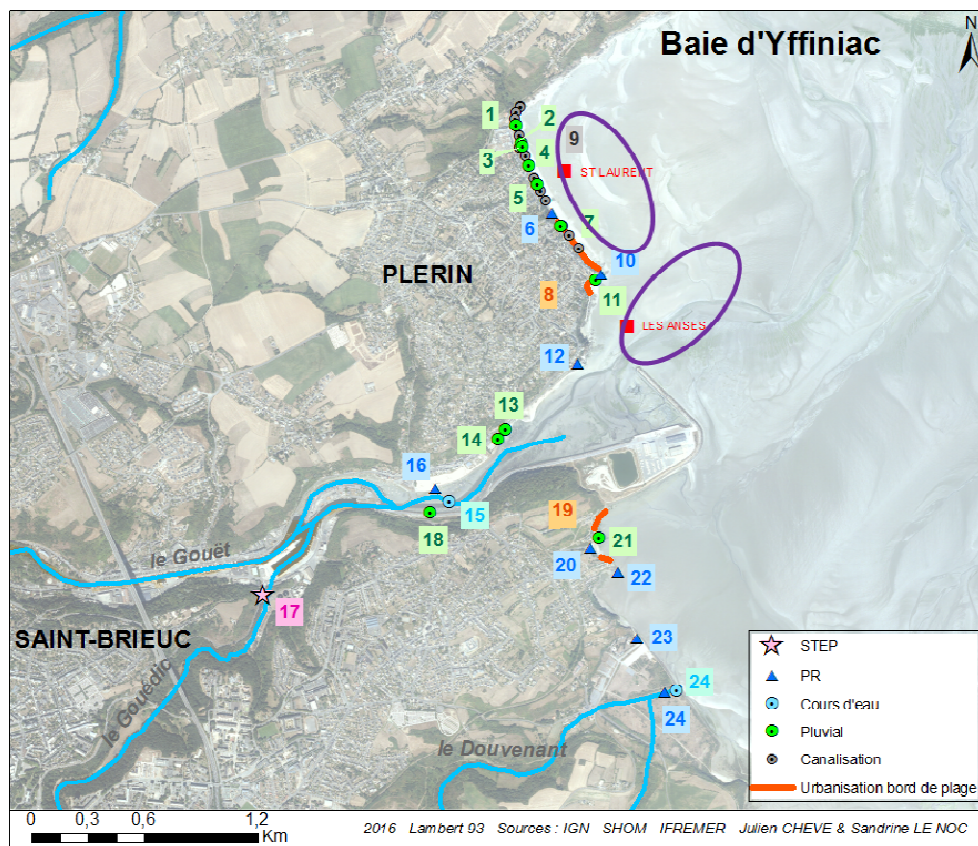 Baie d'Yffiniac
N
1
2
9
3
4
ST LAURENT
5
6
7
PLERIN
10
8
11
LES ANSES
12
13
14
16
15
19
18
21
le Gouët
20
22
17
SAINT-BRIEUC
23
le Gouédic
24
24
le Douvenant
STEP
PR
Cours d'eau
Pluvial
Canalisation
Urbanisation bord de plage
0 0,3 0,6 1,2
Km
2016 Lambert 93 Sources : IGN SHOM IFREMER Julien CHEVE & Sandrine LE NOC